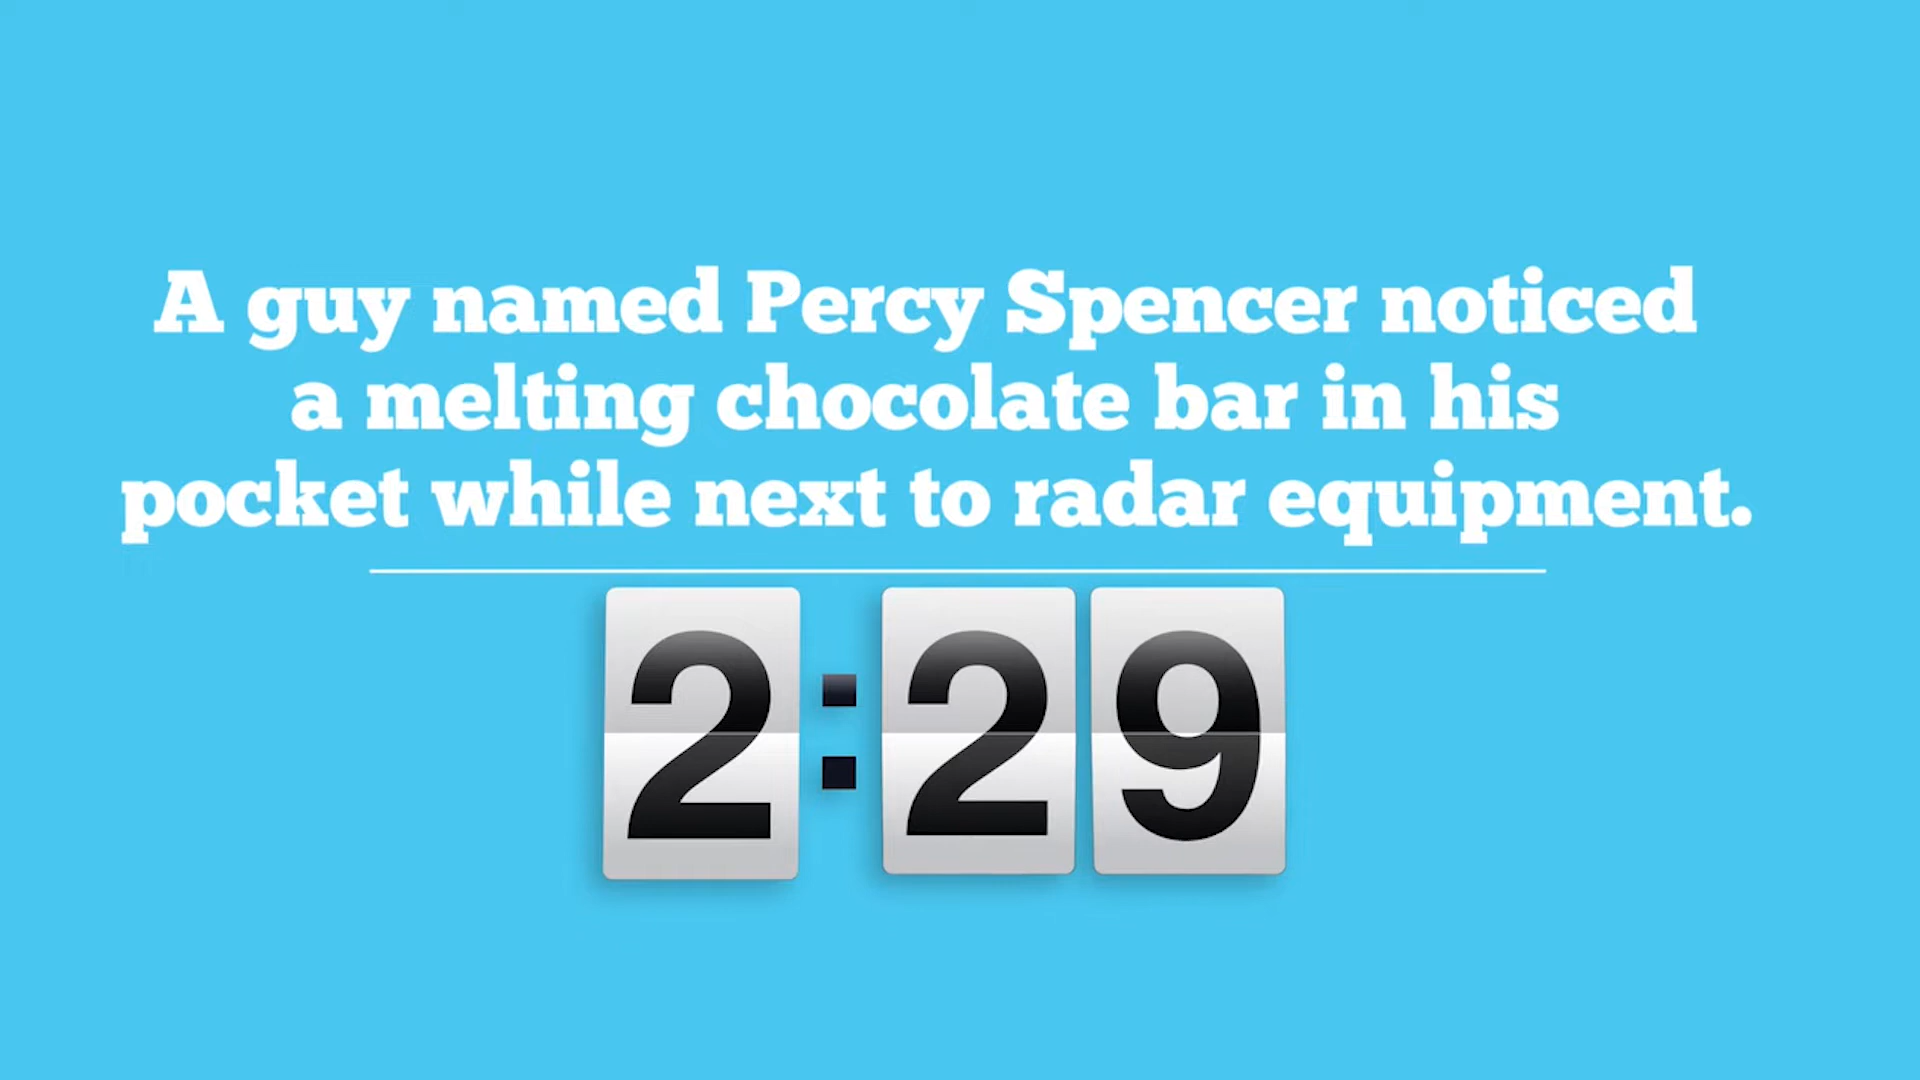 A guy named Percy Spencer noticed
a melting chocolate bar in his
pocket while next to radar equipment.
2:29